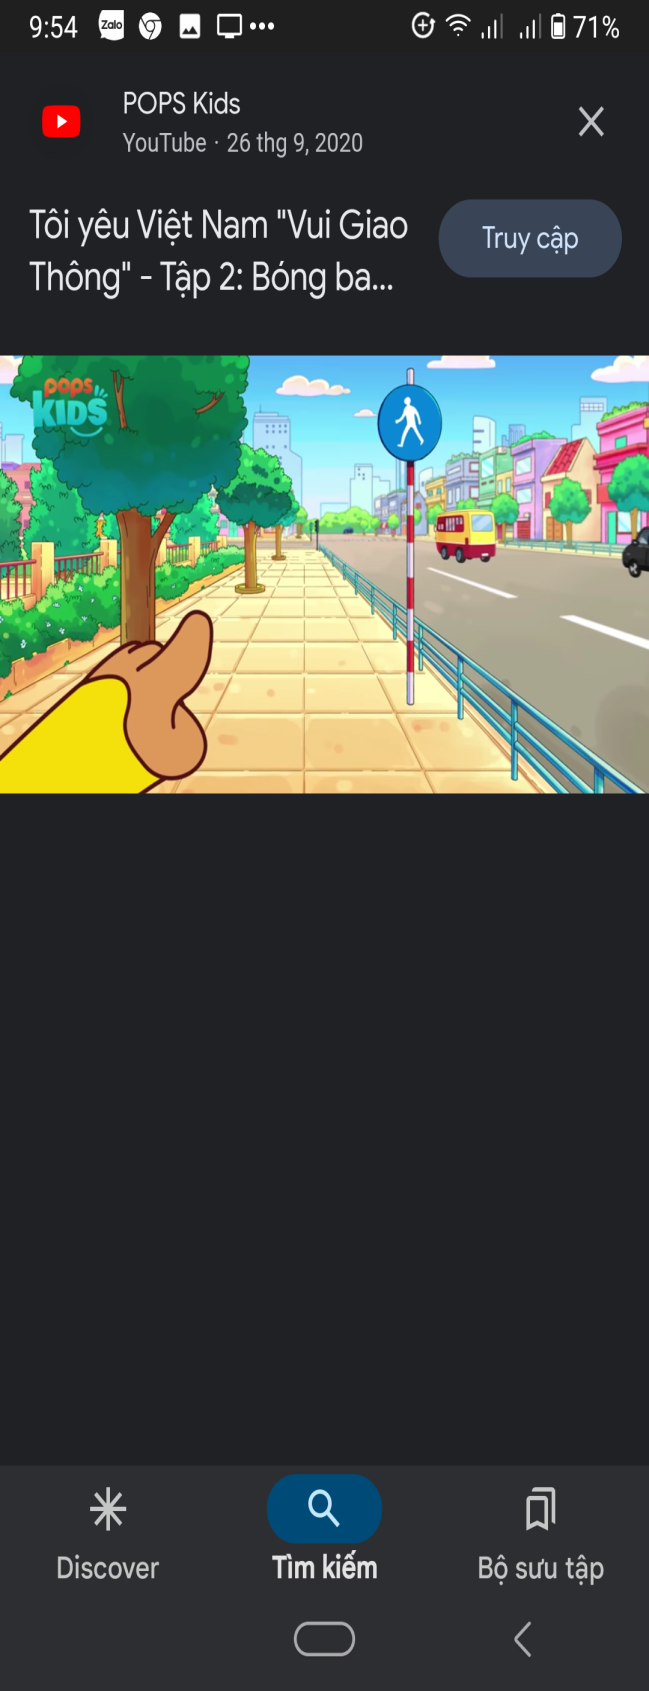 9:54 Zalo 71%
POPS Kids
YouTube · 26 thg 9, 2020
Tôi yêu Việt Nam "Vui Giao
Thông" - Tập 2: Bóng ba...
Truy cập
POPS
KIDS
Discover
Tìm kiếm
Bộ sưu tập